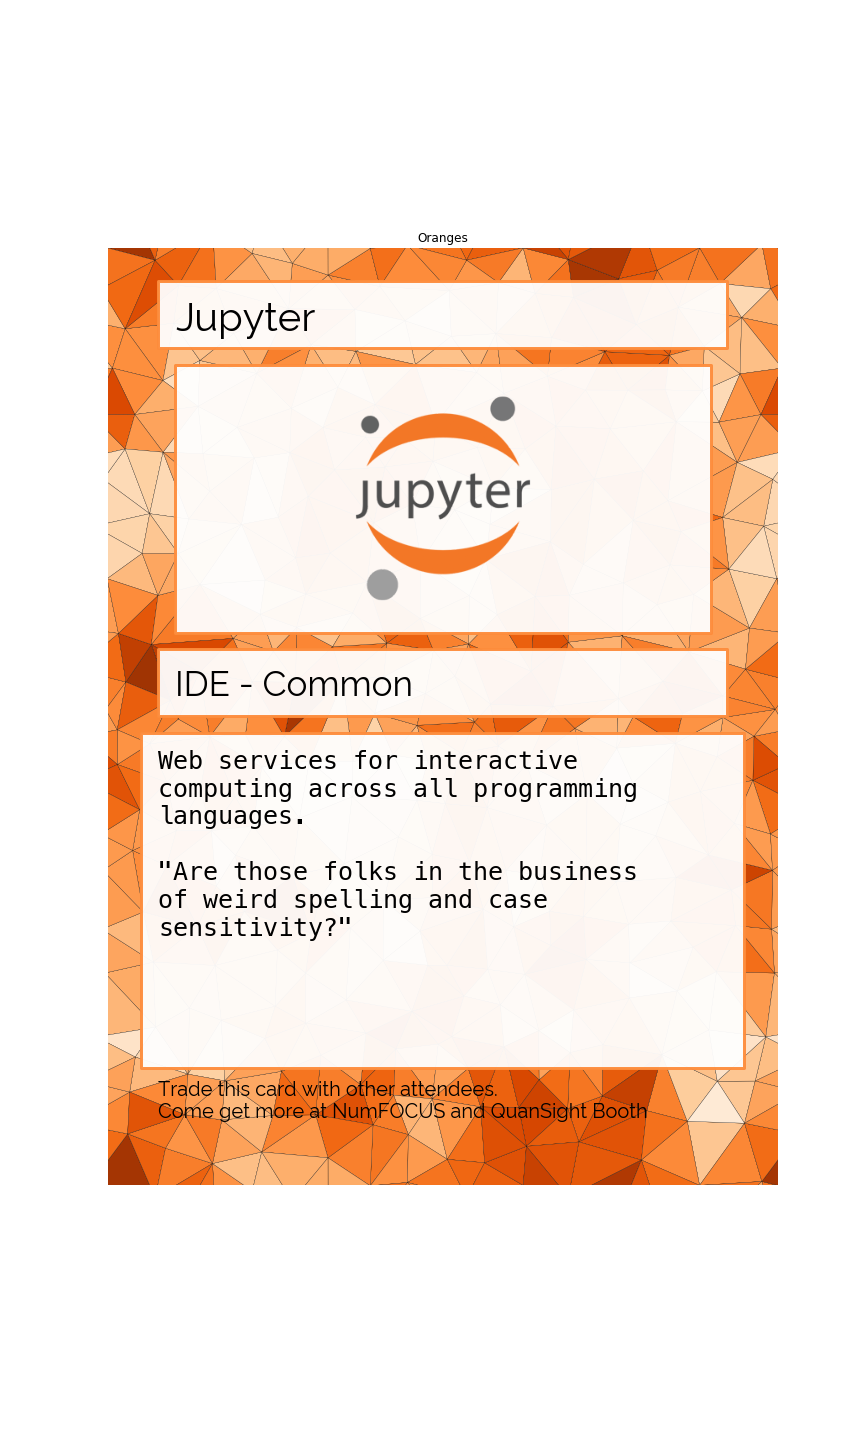 Oranges
Jupyter
jupyter
IDE - Common
Web services for interactive
computing across all programming
languages.
"Are those folks in the business
of weird spelling and case
sensitivity?"
Trade this card with other attendees.
Come get more at NumFOCUS and QuanSight Booth